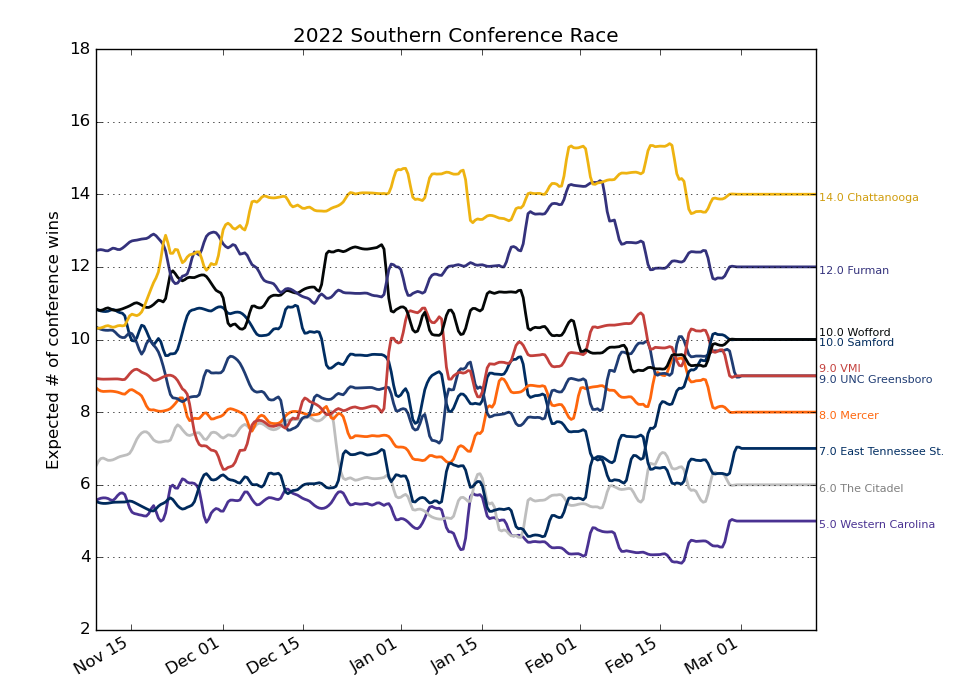 2022 Southern Conference Race
Expected # of conference wins
18
16
14
12
10
8
6
4
2
Nov 15
Dec 01
Dec 15
Jan 01
Jan 15
Feb 01
Feb 15
Mar 01
14.0 Chattanooga
12.0 Furman
10.0 Wofford
10.0 Samford
9.0 VMI
9.0 UNC Greensboro
8.0 Mercer
7.0 East Tennessee St.
6.0 The Citadel
5.0 Western Carolina